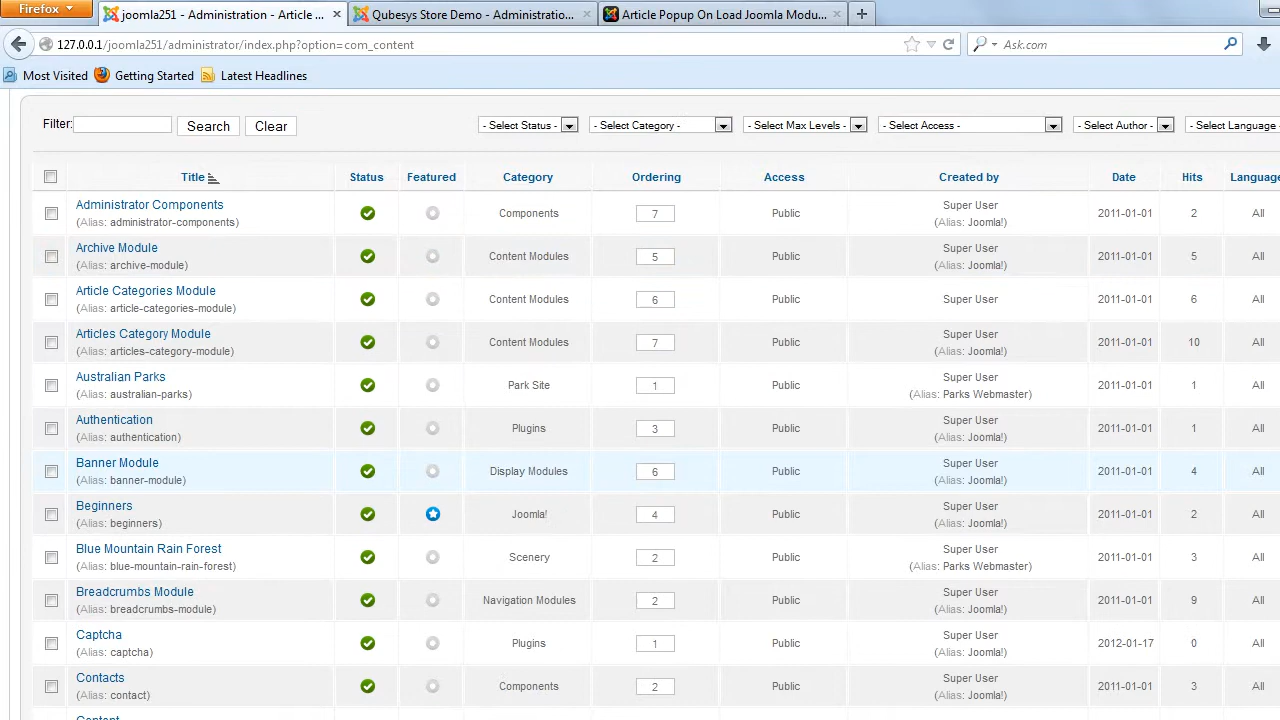 Firefox
joomla251 - Administration - Article ...
Qubesys Store Demo - Administratio...
Article Popup On Load Joomla Modu...
127.0.0.1/joomla251/administrator/index.php?option=com_content
Ask.com
Most Visited Getting Started Latest Headlines
Filter: Search Clear - Select Status - - Select Category - - Select Max Levels - - Select Access - - Select Author - - Select Language
Title Status Featured Category Ordering Access Created by Date Hits Language
Administrator Components
(Alias: administrator-components)
Components 7 Public
Super User
(Alias: Joomla!)
2011-01-01 2 All
Archive Module
(Alias: archive-module)
Content Modules 5 Public
Super User
(Alias: Joomla!)
2011-01-01 5 All
Article Categories Module
(Alias: article-categories-module)
Content Modules 6 Public
Super User
2011-01-01 6 All
Articles Category Module
(Alias: articles-category-module)
Content Modules 7 Public
Super User
(Alias: Joomla!)
2011-01-01 10 All
Australian Parks
(Alias: australian-parks)
Park Site 1 Public
Super User
(Alias: Parks Webmaster)
2011-01-01 1 All
Authentication
(Alias: authentication)
Plugins 3 Public
Super User
(Alias: Joomla!)
2011-01-01 1 All
Banner Module
(Alias: banner-module)
Display Modules 6 Public
Super User
(Alias: Joomla!)
2011-01-01 4 All
Beginners
(Alias: beginners)
Joomla! 4 Public
Super User
(Alias: Joomla!)
2011-01-01 2 All
Blue Mountain Rain Forest
(Alias: blue-mountain-rain-forest)
Scenery 2 Public
Super User
(Alias: Parks Webmaster)
2011-01-01 3 All
Breadcrumbs Module
(Alias: breadcrumbs-module)
Navigation Modules 2 Public
Super User
(Alias: Joomla!)
2011-01-01 9 All
Captcha
(Alias: captcha)
Plugins 1 Public
Super User
(Alias: Joomla!)
2012-01-17 0 All
Contacts
(Alias: contact)
Components 2 Public
Super User
(Alias: Joomla!)
2011-01-01 3 All